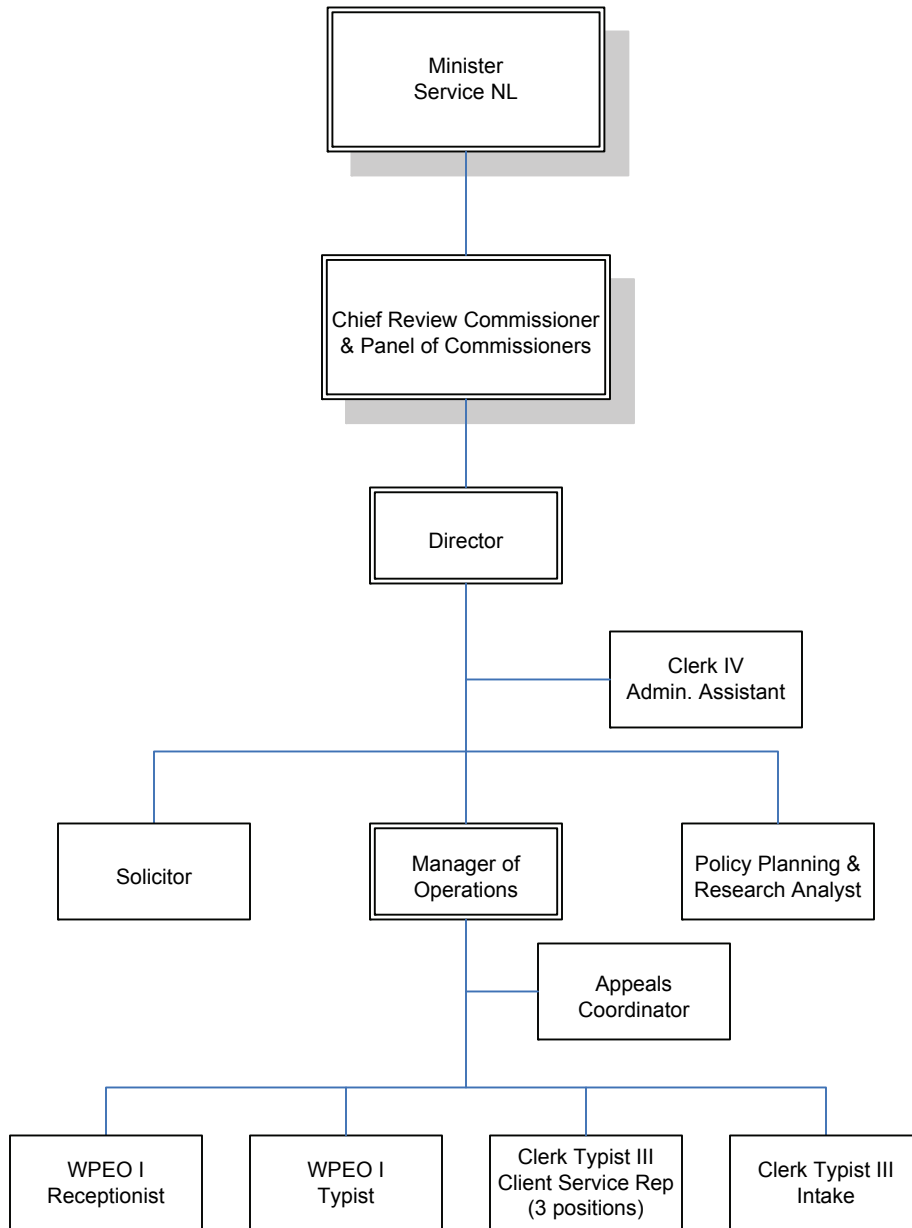 Minister
Service NL
Chief Review Commissioner
& Panel of Commissioners
Director
Clerk IV
Admin. Assistant
Solicitor
Manager of
Operations
Policy Planning &
Research Analyst
Appeals
Coordinator
WPEO I
Receptionist
WPEO I
Typist
Clerk Typist III
Client Service Rep
(3 positions)
Clerk Typist III
Intake